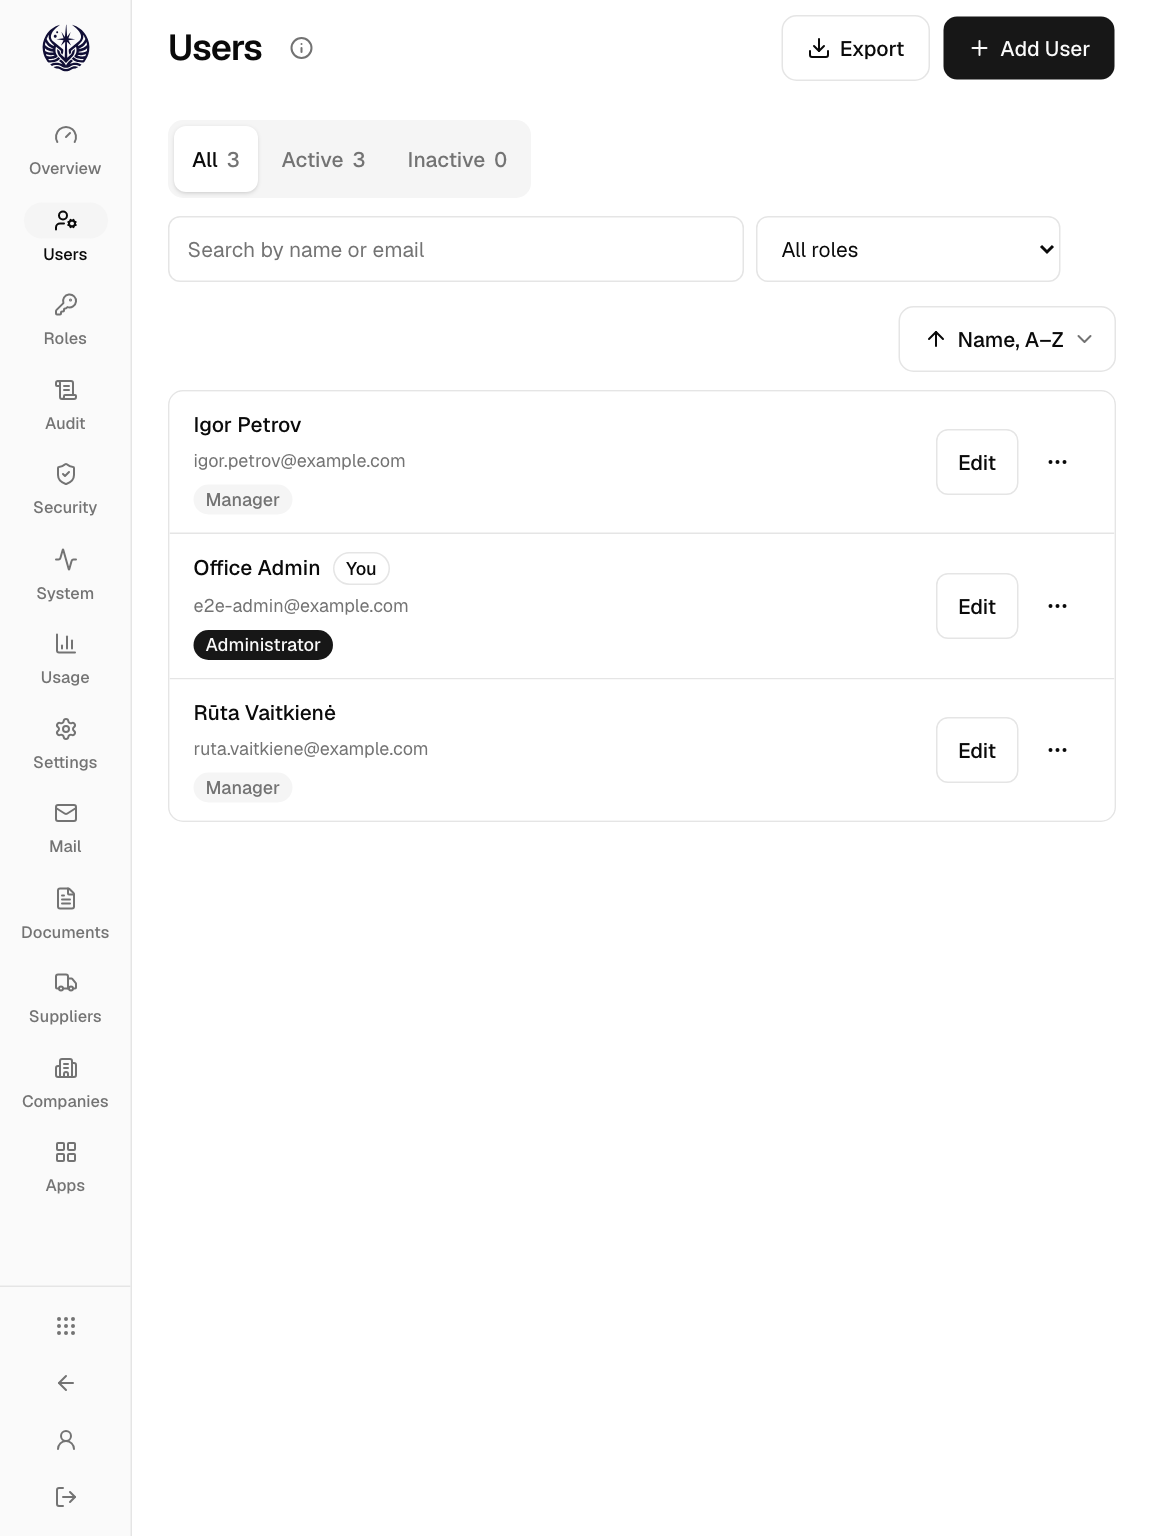 Users
Export
Add User
Overview
Users
Roles
Audit
Security
System
Usage
Settings
Mail
Documents
Suppliers
Companies
Apps
All 3
Active 3
Inactive 0
Search by name or email
All roles
Name, A–Z
Igor Petrov
igor.petrov@example.com
Manager
Edit
Office Admin You
e2e-admin@example.com
Administrator
Edit
Rūta Vaitkienė
ruta.vaitkiene@example.com
Manager
Edit